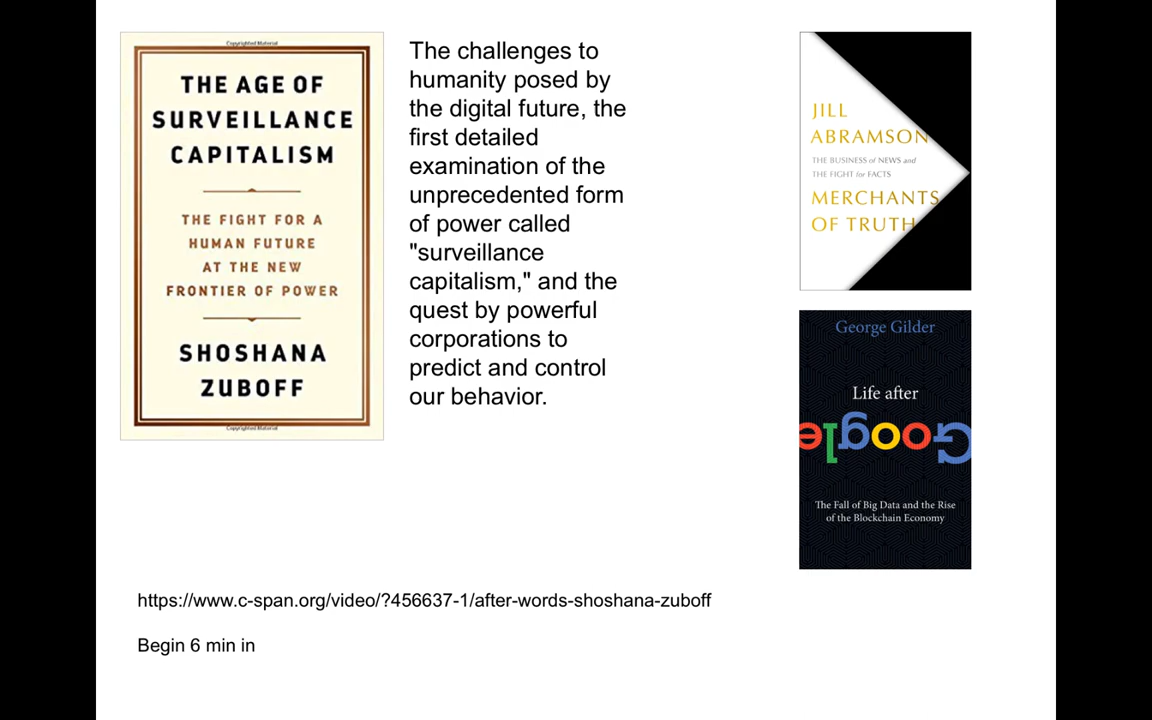 Copyrighted Material
THE AGE OF
SURVEILLANCE
CAPITALISM
THE FIGHT FOR A
HUMAN FUTURE
AT THE NEW
FRONTIER OF POWER
SHOSHANA
ZUBOFF
Copyrighted Material
The challenges to
humanity posed by
the digital future, the
first detailed
examination of the
unprecedented form
of power called
"surveillance
capitalism," and the
quest by powerful
corporations to
predict and control
our behavior.
JILL
ABRAMSON
THE BUSINESS of NEWS and
THE FIGHT for FACTS
MERCHANTS
OF TRUTH
George Gilder
Life after
Google
The Fall of Big Data and the Rise
of the Blockchain Economy
https://www.c-span.org/video/?456637-1/after-words-shoshana-zuboff
Begin 6 min in